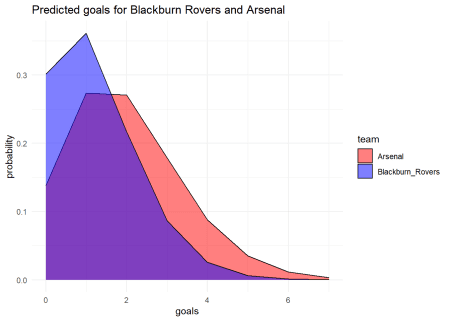 Predicted goals for Blackburn Rovers and Arsenal
probability
0.3
0.2
0.1
0.0
0 2 4 6
goals
team
Arsenal
Blackburn_Rovers